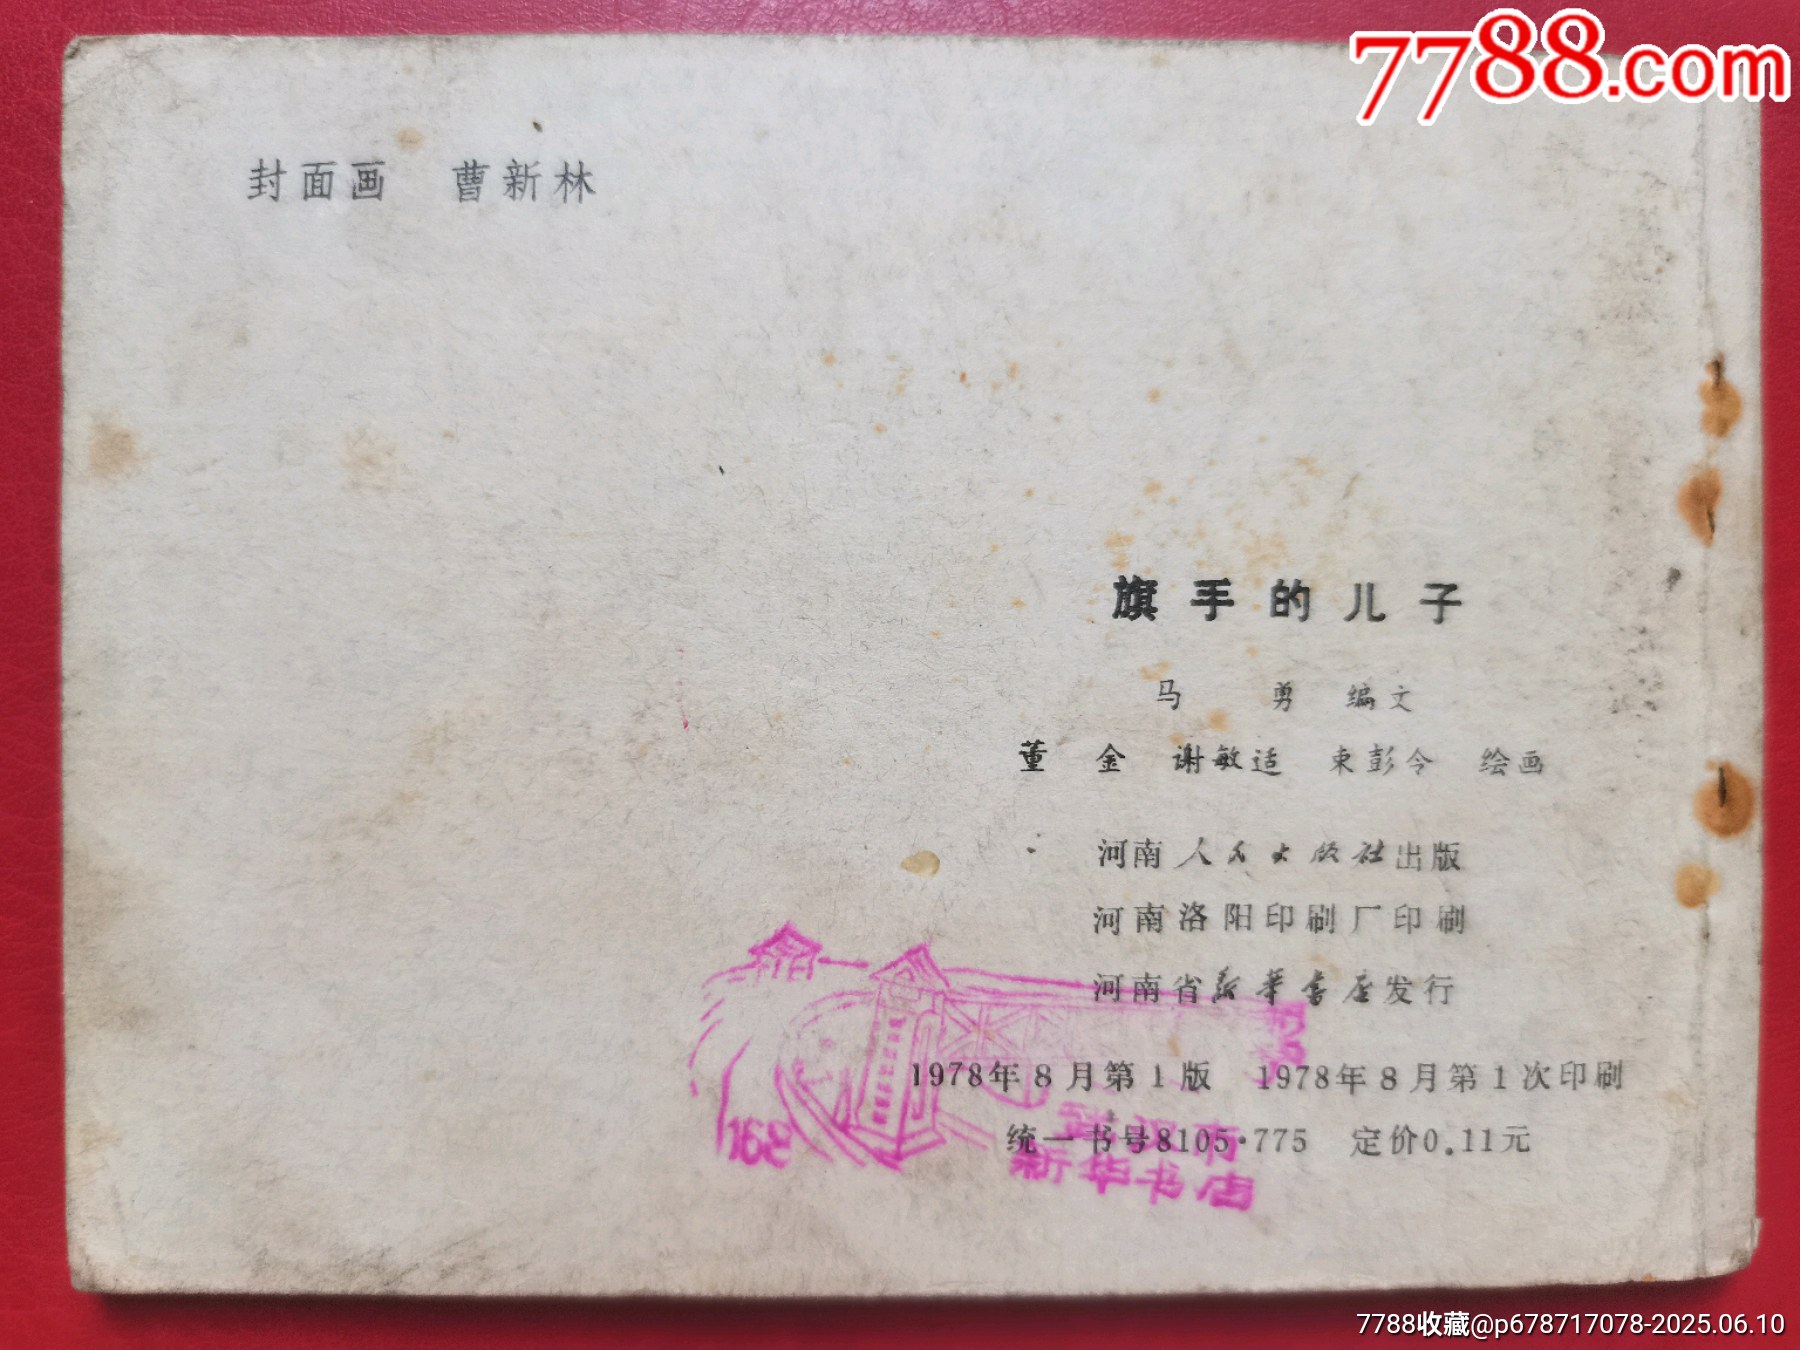 7788.com
封面画 曹新林
旗手的儿子
马 勇 编文
董 金 谢敏适 束彭令 绘画
河南人民出版社出版
河南洛阳印刷厂印刷
河南省新华书店发行
1978年8月第1版 1978年8月第1次印刷
统一书号8105·775 定价0.11元
168
新华书店
7788收藏@p678717078-2025.06.10